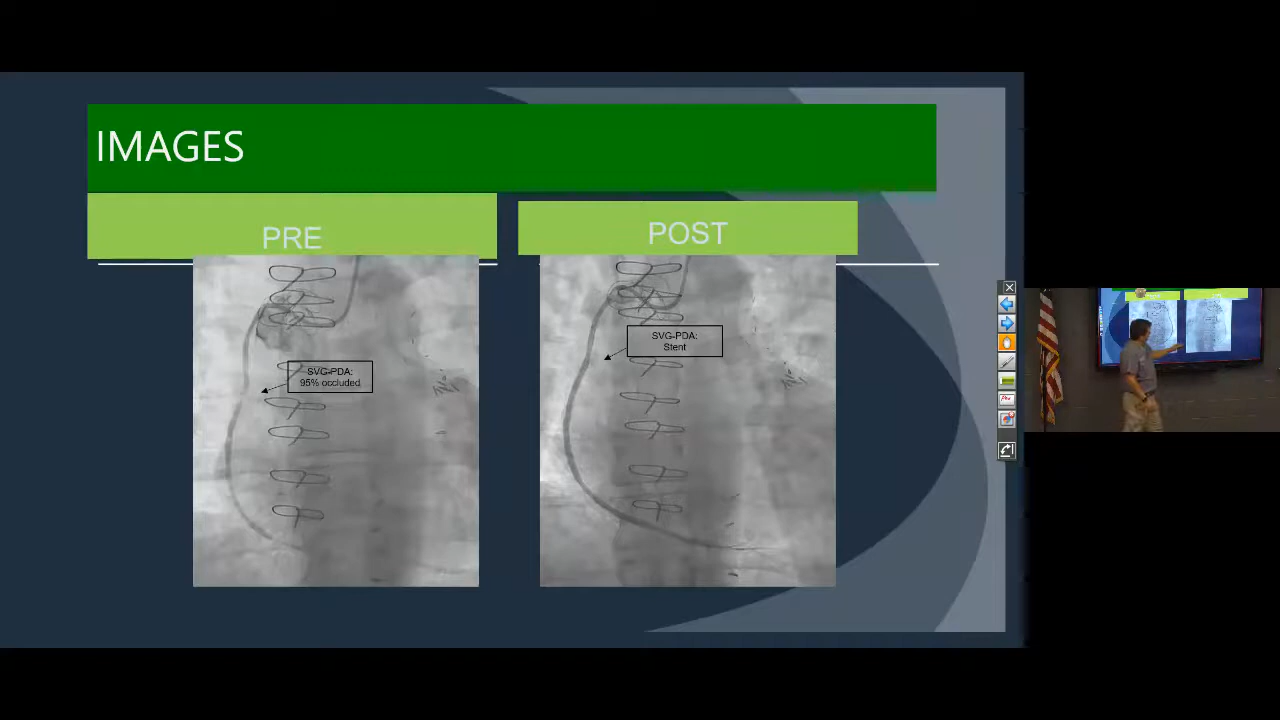 IMAGES
PRE
POST
SVG-PDA:
95% occluded
SVG-PDA:
Stent